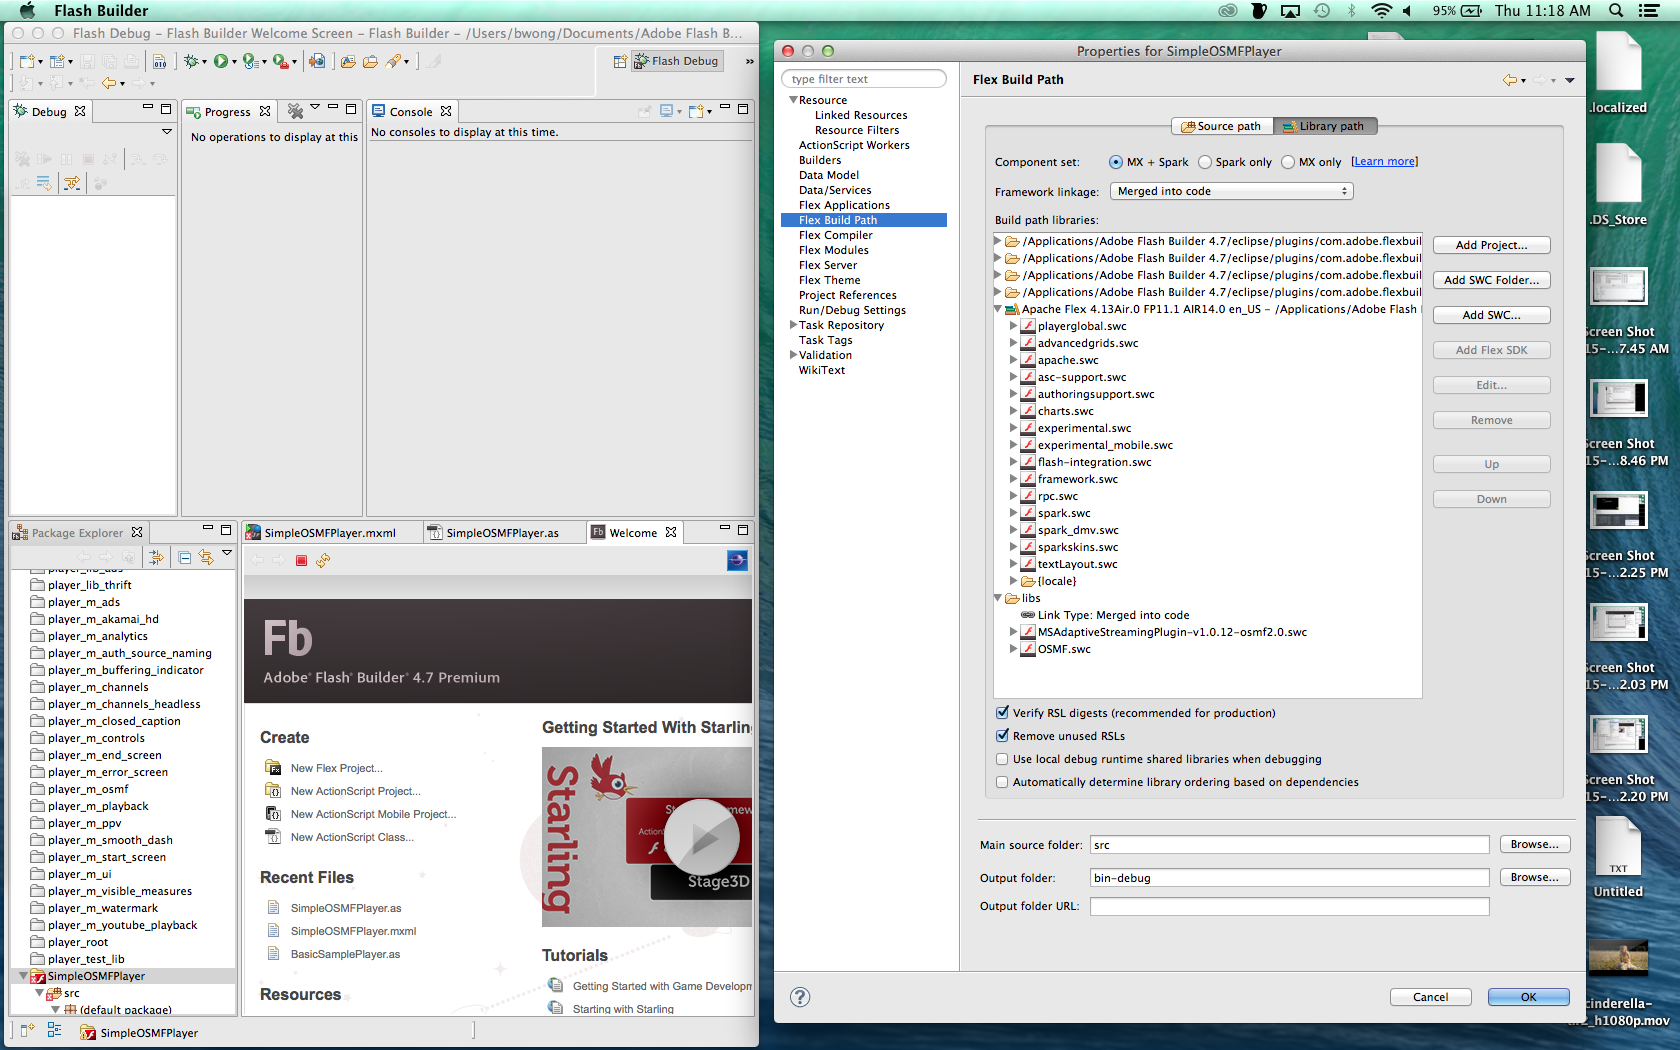 Flash Builder
95%
Thu 11:18 AM
Flash Debug – Flash Builder Welcome Screen – Flash Builder – /Users/bwong/Documents/Adobe Flash B...
Flash Debug
»
Debug
Progress
Console
No operations to display at this
No consoles to display at this time.
Package Explorer
player_lib_ads
player_lib_thrift
player_m_ads
player_m_akamai_hd
player_m_analytics
player_m_auth_source_naming
player_m_buffering_indicator
player_m_channels
player_m_channels_headless
player_m_closed_caption
player_m_controls
player_m_end_screen
player_m_error_screen
player_m_osmf
player_m_playback
player_m_ppv
player_m_smooth_dash
player_m_start_screen
player_m_ui
player_m_visible_measures
player_m_watermark
player_m_youtube_playback
player_root
player_test_lib
SimpleOSMFPlayer
src
(default package)
SimpleOSMFPlayer
SimpleOSMFPlayer.mxml
SimpleOSMFPlayer.as
Fb Welcome
Fb
Adobe® Flash® Builder® 4.7 Premium
Create
New Flex Project...
New ActionScript Project...
New ActionScript Mobile Project...
New ActionScript Class...
Recent Files
SimpleOSMFPlayer.as
SimpleOSMFPlayer.mxml
BasicSamplePlayer.as
Resources
Getting Started With Starling
Starling
Stage3D
Tutorials
Getting Started with Game Developm
Starting with Starling
Properties for SimpleOSMFPlayer
type filter text
Resource
Linked Resources
Resource Filters
ActionScript Workers
Builders
Data Model
Data/Services
Flex Applications
Flex Build Path
Flex Compiler
Flex Modules
Flex Server
Flex Theme
Project References
Run/Debug Settings
Task Repository
Task Tags
Validation
WikiText
Flex Build Path
Source path
Library path
Component set: MX + Spark Spark only MX only [Learn more]
Framework linkage: Merged into code
Build path libraries:
/Applications/Adobe Flash Builder 4.7/eclipse/plugins/com.adobe.flexbuil
/Applications/Adobe Flash Builder 4.7/eclipse/plugins/com.adobe.flexbuil
/Applications/Adobe Flash Builder 4.7/eclipse/plugins/com.adobe.flexbuil
/Applications/Adobe Flash Builder 4.7/eclipse/plugins/com.adobe.flexbuil
Apache Flex 4.13Air.0 FP11.1 AIR14.0 en_US – /Applications/Adobe Flash
playerglobal.swc
advancedgrids.swc
apache.swc
asc-support.swc
authoringsupport.swc
charts.swc
experimental.swc
experimental_mobile.swc
flash-integration.swc
framework.swc
rpc.swc
spark.swc
spark_dmv.swc
sparkskins.swc
textLayout.swc
{locale}
libs
Link Type: Merged into code
MSAdaptiveStreamingPlugin-v1.0.12-osmf2.0.swc
OSMF.swc
Add Project...
Add SWC Folder...
Add SWC...
Add Flex SDK
Edit...
Remove
Up
Down
Verify RSL digests (recommended for production)
Remove unused RSLs
Use local debug runtime shared libraries when debugging
Automatically determine library ordering based on dependencies
Main source folder: src Browse...
Output folder: bin-debug Browse...
Output folder URL:
Cancel
OK
.localized
.DS_Store
Screen Shot
15-...7.45 AM
Screen Shot
15-...8.46 PM
Screen Shot
15-...2.25 PM
Screen Shot
15-...2.03 PM
Screen Shot
15-...2.20 PM
TXT
Untitled
cinderella-
_h1080p.mov